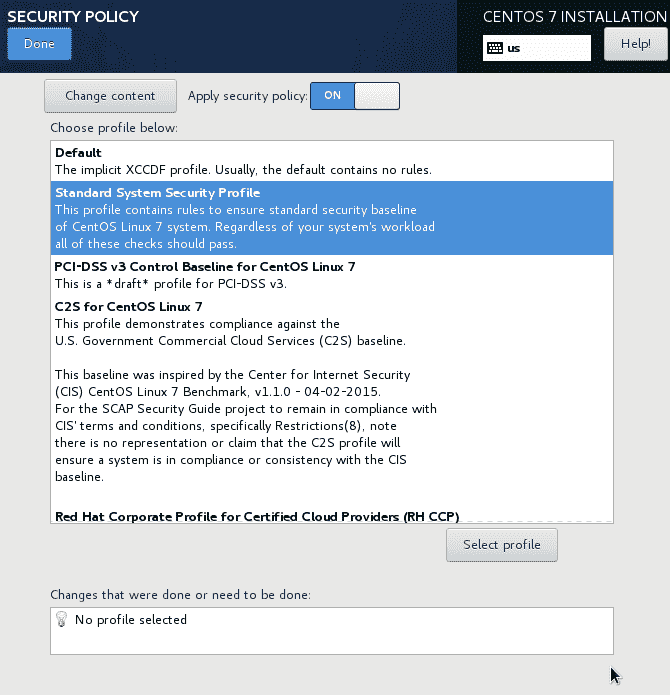 SECURITY POLICY
CENTOS 7 INSTALLATION
Done
us
Help!
Change content
Apply security policy:
ON
Choose profile below:
Default
The implicit XCCDF profile. Usually, the default contains no rules.
Standard System Security Profile
This profile contains rules to ensure standard security baseline
of CentOS Linux 7 system. Regardless of your system's workload
all of these checks should pass.
PCI-DSS v3 Control Baseline for CentOS Linux 7
This is a *draft* profile for PCI-DSS v3.
C2S for CentOS Linux 7
This profile demonstrates compliance against the
U.S. Government Commercial Cloud Services (C2S) baseline.
This baseline was inspired by the Center for Internet Security
(CIS) CentOS Linux 7 Benchmark, v1.1.0 - 04-02-2015.
For the SCAP Security Guide project to remain in compliance with
CIS' terms and conditions, specifically Restrictions(8), note
there is no representation or claim that the C2S profile will
ensure a system is in compliance or consistency with the CIS
baseline.
Red Hat Corporate Profile for Certified Cloud Providers (RH CCP)
Select profile
Changes that were done or need to be done:
No profile selected